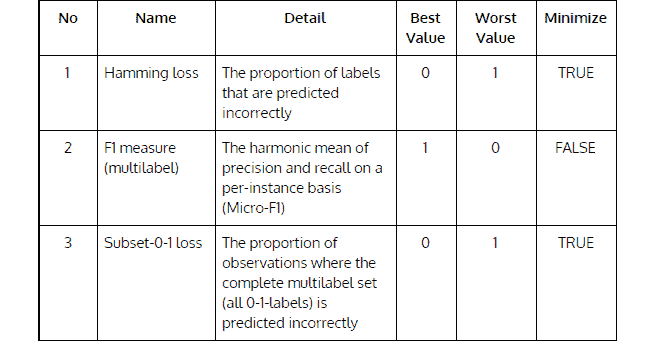 No Name Detail Best Value Worst Value Minimize
1 Hamming loss The proportion of labels that are predicted incorrectly 0 1 TRUE
2 F1 measure (multilabel) The harmonic mean of precision and recall on a per-instance basis (Micro-F1) 1 0 FALSE
3 Subset-0-1 loss The proportion of observations where the complete multilabel set (all 0-1-labels) is predicted incorrectly 0 1 TRUE